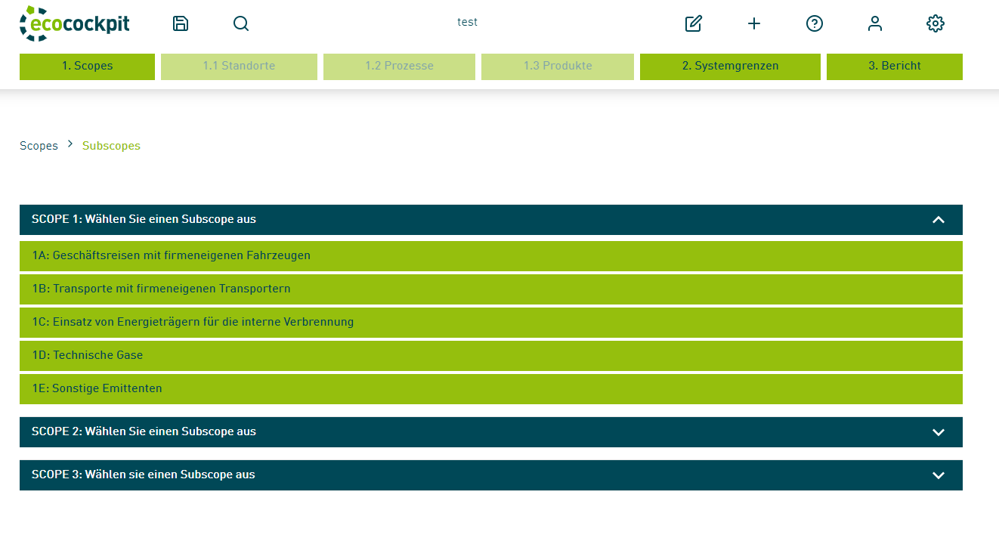 ecocockpit
test
1. Scopes
1.1 Standorte
1.2 Prozesse
1.3 Produkte
2. Systemgrenzen
3. Bericht
Scopes > Subscopes
SCOPE 1: Wählen Sie einen Subscope aus
1A: Geschäftsreisen mit firmeneigenen Fahrzeugen
1B: Transporte mit firmeneigenen Transportern
1C: Einsatz von Energieträgern für die interne Verbrennung
1D: Technische Gase
1E: Sonstige Emittenten
SCOPE 2: Wählen Sie einen Subscope aus
SCOPE 3: Wählen sie einen Subscope aus